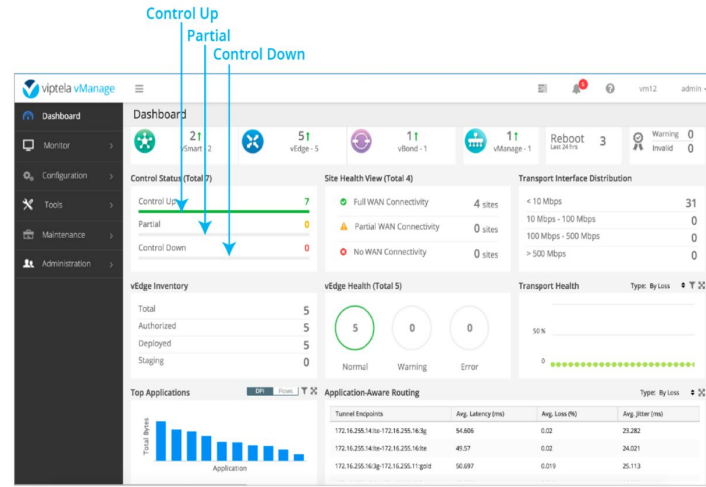 Control Up
Partial
Control Down
viptela vManage
5
vm12
admin
Dashboard
Monitor
Configuration
Tools
Maintenance
Administration
Dashboard
2
vSmart - 2
5
vEdge - 5
1
vBond - 1
1
vManage - 1
Reboot
Last 24 hrs
3
Warning 0
Invalid 0
Control Status (Total 7)
Control Up 7
Partial 0
Control Down 0
Site Health View (Total 4)
Full WAN Connectivity 4 sites
Partial WAN Connectivity 0 sites
No WAN Connectivity 0 sites
Transport Interface Distribution
< 10 Mbps 31
10 Mbps - 100 Mbps 0
100 Mbps - 500 Mbps 0
> 500 Mbps 0
vEdge Inventory
Total 5
Authorized 5
Deployed 5
Staging 0
vEdge Health (Total 5)
5 0 0
Normal Warning Error
Transport Health Type: By Loss
50 %
0
Top Applications DPI Flows
Total Bytes
Application
Application-Aware Routing Type: By Loss
Tunnel Endpoints Avg. Latency (ms) Avg. Loss (%) Avg. Jitter (ms)
172.16.255.14:lte-172.16.255.16:3g 54.606 0.02 23.282
172.16.255.14:lte-172.16.255.16:lte 49.57 0.02 24.021
172.16.255.16:3g-172.16.255.11:gold 50.697 0.019 25.113